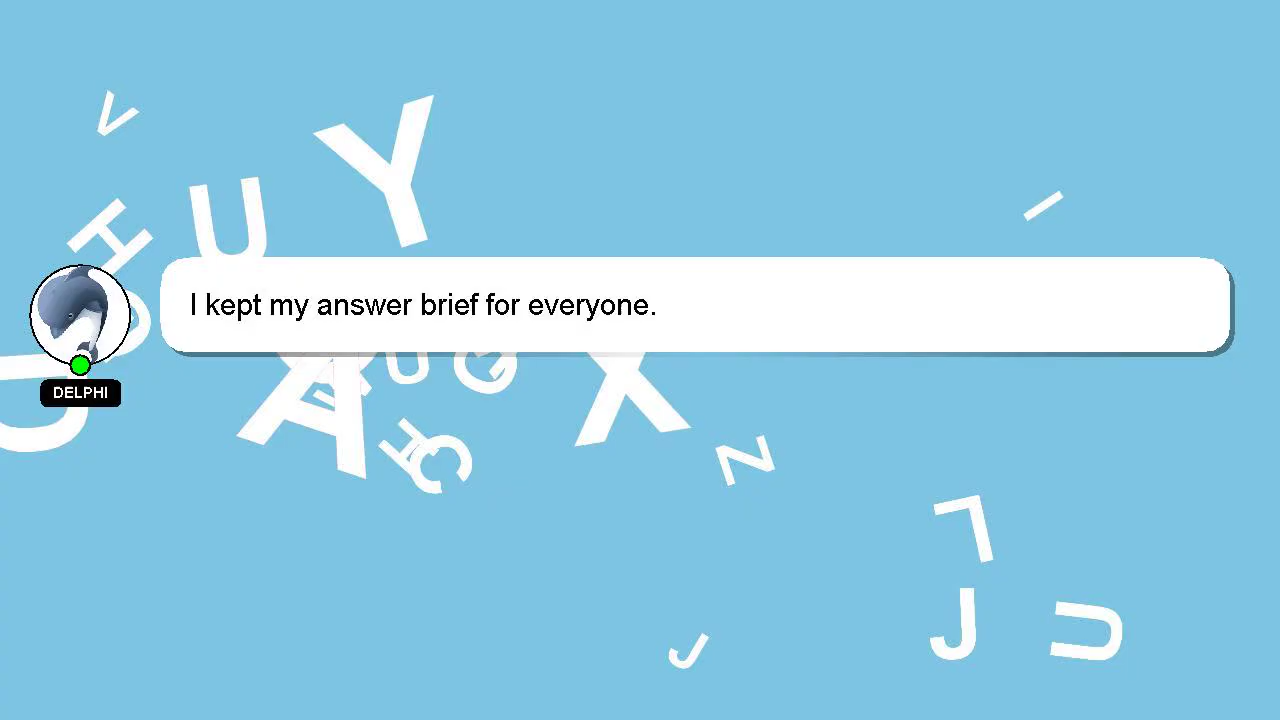 V
Y
U
H
I
I kept my answer brief for everyone.
DELPHI
U
G
X
A
H
C
N
L
J
U
J